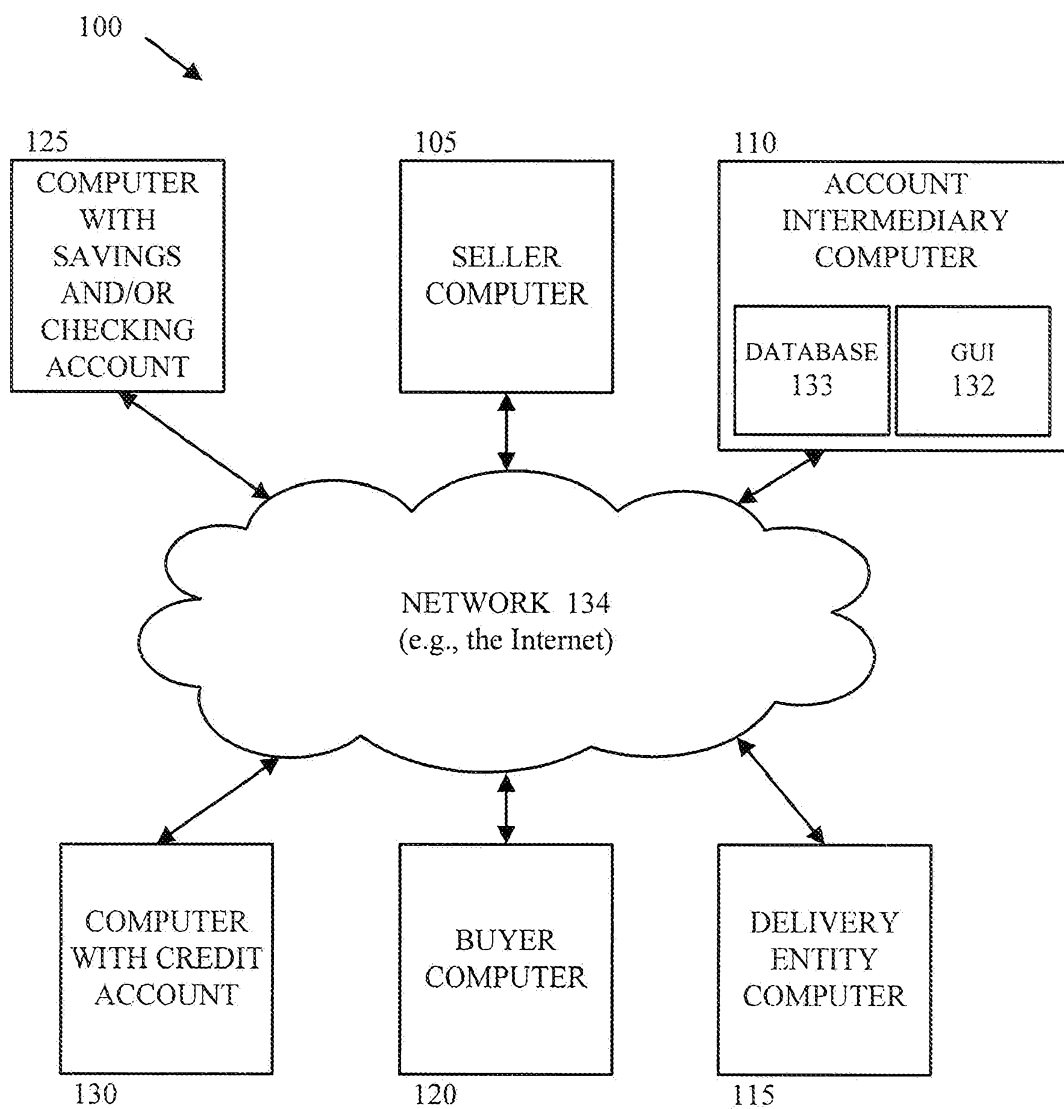 100
125
COMPUTER
WITH
SAVINGS
AND/OR
CHECKING
ACCOUNT
105
SELLER
COMPUTER
110
ACCOUNT
INTERMEDIARY
COMPUTER
DATABASE
133
GUI
132
NETWORK 134
(e.g., the Internet)
COMPUTER
WITH CREDIT
ACCOUNT
130
BUYER
COMPUTER
120
DELIVERY
ENTITY
COMPUTER
115